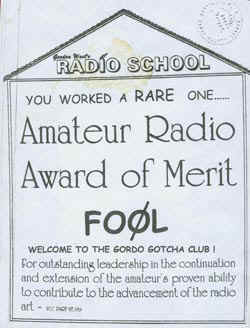 Gordon West's
RADIO SCHOOL
YOU WORKED A RARE ONE......
Amateur Radio
Award of Merit
FOØL
WELCOME TO THE GORDO GOTCHA CLUB !
For outstanding leadership in the continuation
and extension of the amateur's proven ability
to contribute to the advancement of the radio
art -